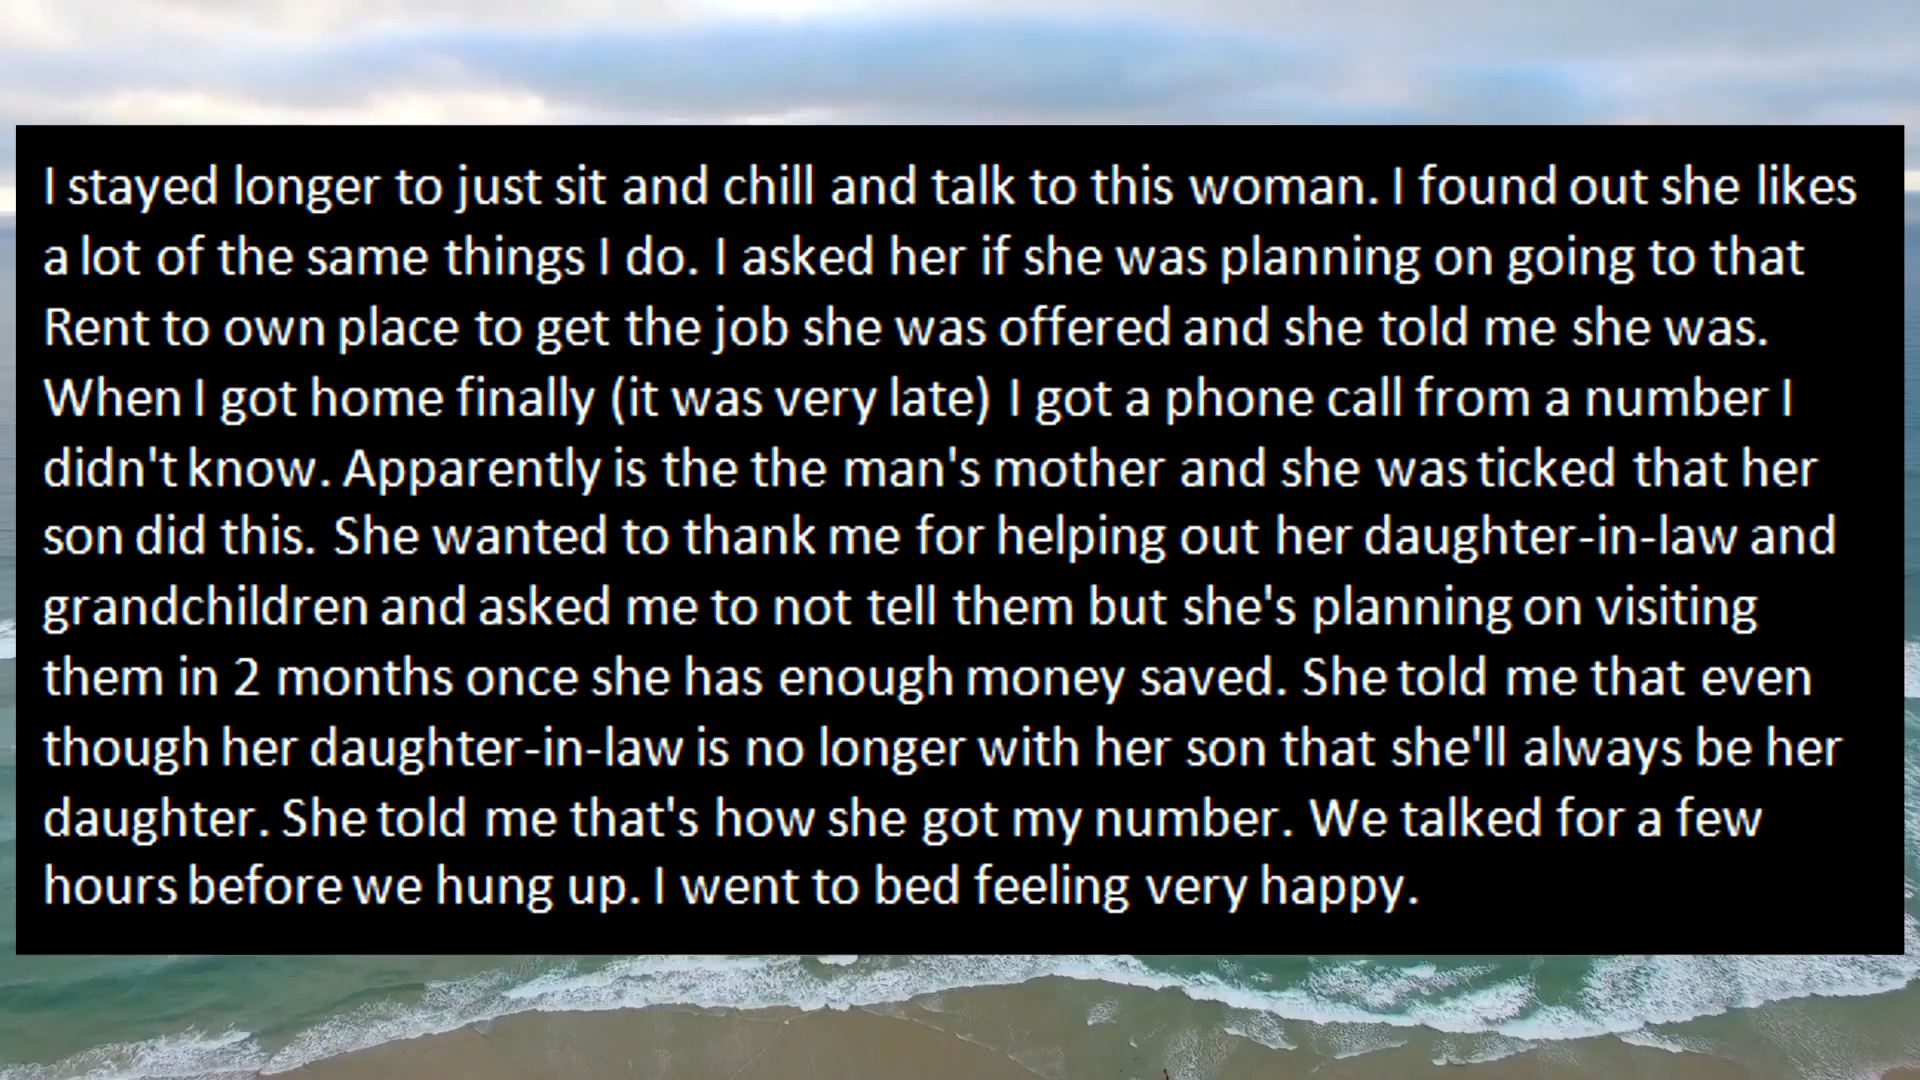 I stayed longer to just sit and chill and talk to this woman. I found out she likes
a lot of the same things I do. I asked her if she was planning on going to that
Rent to own place to get the job she was offered and she told me she was.
When I got home finally (it was very late) I got a phone call from a number I
didn't know. Apparently is the the man's mother and she was ticked that her
son did this. She wanted to thank me for helping out her daughter-in-law and
grandchildren and asked me to not tell them but she's planning on visiting
them in 2 months once she has enough money saved. She told me that even
though her daughter-in-law is no longer with her son that she'll always be her
daughter. She told me that's how she got my number. We talked for a few
hours before we hung up. I went to bed feeling very happy.